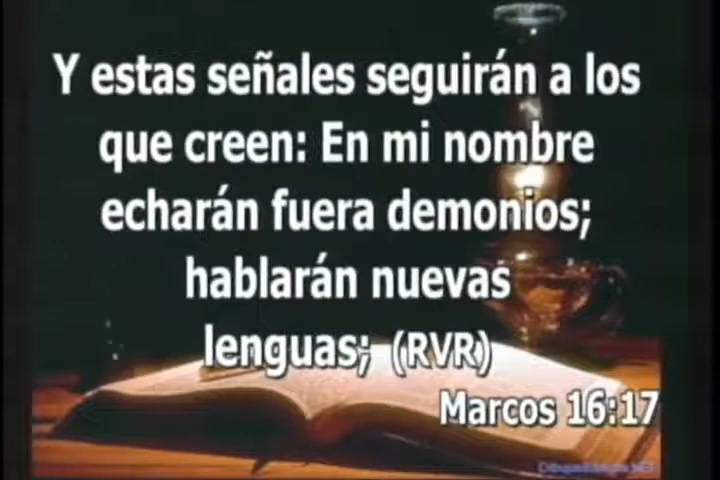 Y estas señales seguirán a los
que creen: En mi nombre
echarán fuera demonios;
hablarán nuevas
lenguas; (RVR)
Marcos 16:17